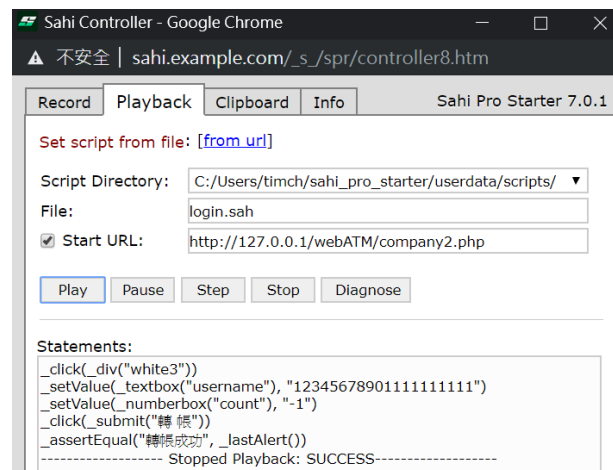 Sahi Controller - Google Chrome
不安全 | sahi.example.com/_s_/spr/controller8.htm
Record Playback Clipboard Info Sahi Pro Starter 7.0.1
Set script from file: [from url]
Script Directory: C:/Users/timch/sahi_pro_starter/userdata/scripts/
File: login.sah
Start URL: http://127.0.0.1/webATM/company2.php
Play Pause Step Stop Diagnose
Statements:
_click(_div("white3"))
_setValue(_textbox("username"), "12345678901111111111")
_setValue(_numberbox("count"), "-1")
_click(_submit("轉 帳"))
_assertEqual("轉帳成功", _lastAlert())
------------------- Stopped Playback: SUCCESS-------------------